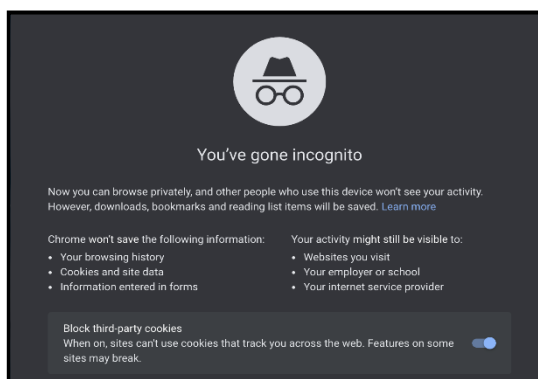 You've gone incognito
Now you can browse privately, and other people who use this device won't see your activity.
However, downloads, bookmarks and reading list items will be saved. Learn more
Chrome won't save the following information:
• Your browsing history
• Cookies and site data
• Information entered in forms
Your activity might still be visible to:
• Websites you visit
• Your employer or school
• Your internet service provider
Block third-party cookies
When on, sites can't use cookies that track you across the web. Features on some
sites may break.